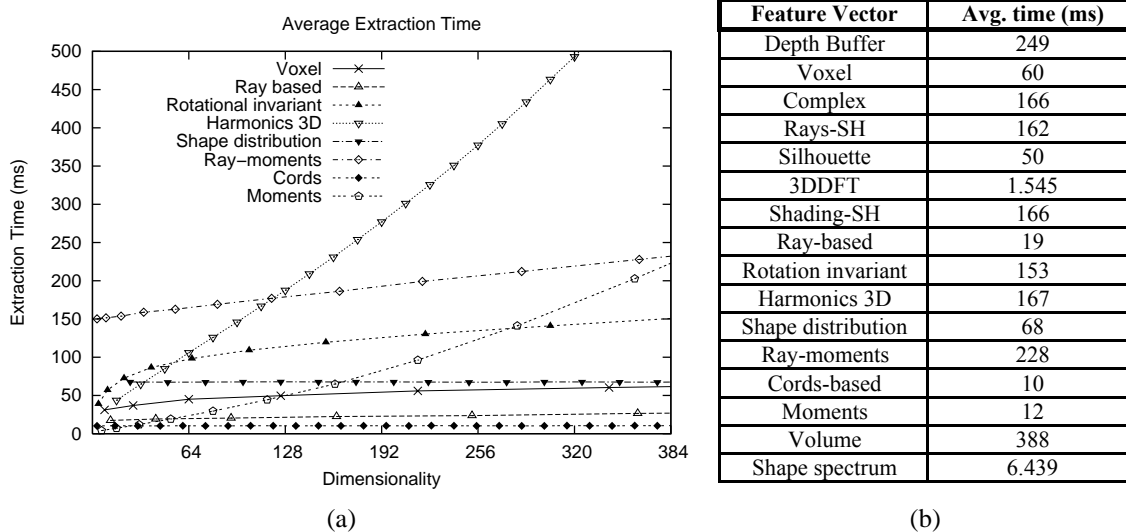 Average Extraction Time
500
450
400
350
300
250
200
150
100
50
0
Extraction Time (ms)
Voxel
Ray based
Rotational invariant
Harmonics 3D
Shape distribution
Ray-moments
Cords
Moments
64 128 192 256 320 384
Dimensionality
(a)
Feature Vector Avg. time (ms)
Depth Buffer 249
Voxel 60
Complex 166
Rays-SH 162
Silhouette 50
3DDFT 1.545
Shading-SH 166
Ray-based 19
Rotation invariant 153
Harmonics 3D 167
Shape distribution 68
Ray-moments 228
Cords-based 10
Moments 12
Volume 388
Shape spectrum 6.439
(b)